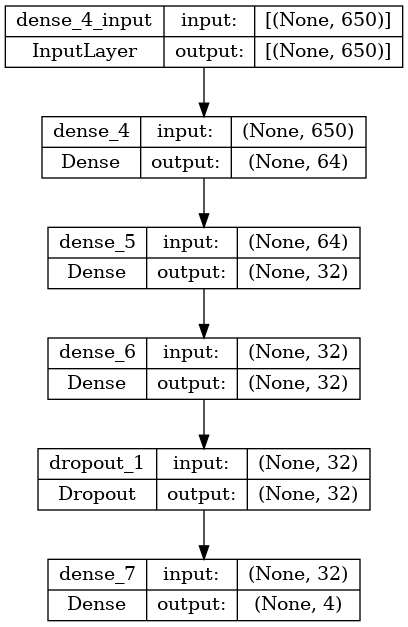 dense_4_input input: [(None, 650)]
InputLayer output: [(None, 650)]
dense_4 input: (None, 650)
Dense output: (None, 64)
dense_5 input: (None, 64)
Dense output: (None, 32)
dense_6 input: (None, 32)
Dense output: (None, 32)
dropout_1 input: (None, 32)
Dropout output: (None, 32)
dense_7 input: (None, 32)
Dense output: (None, 4)